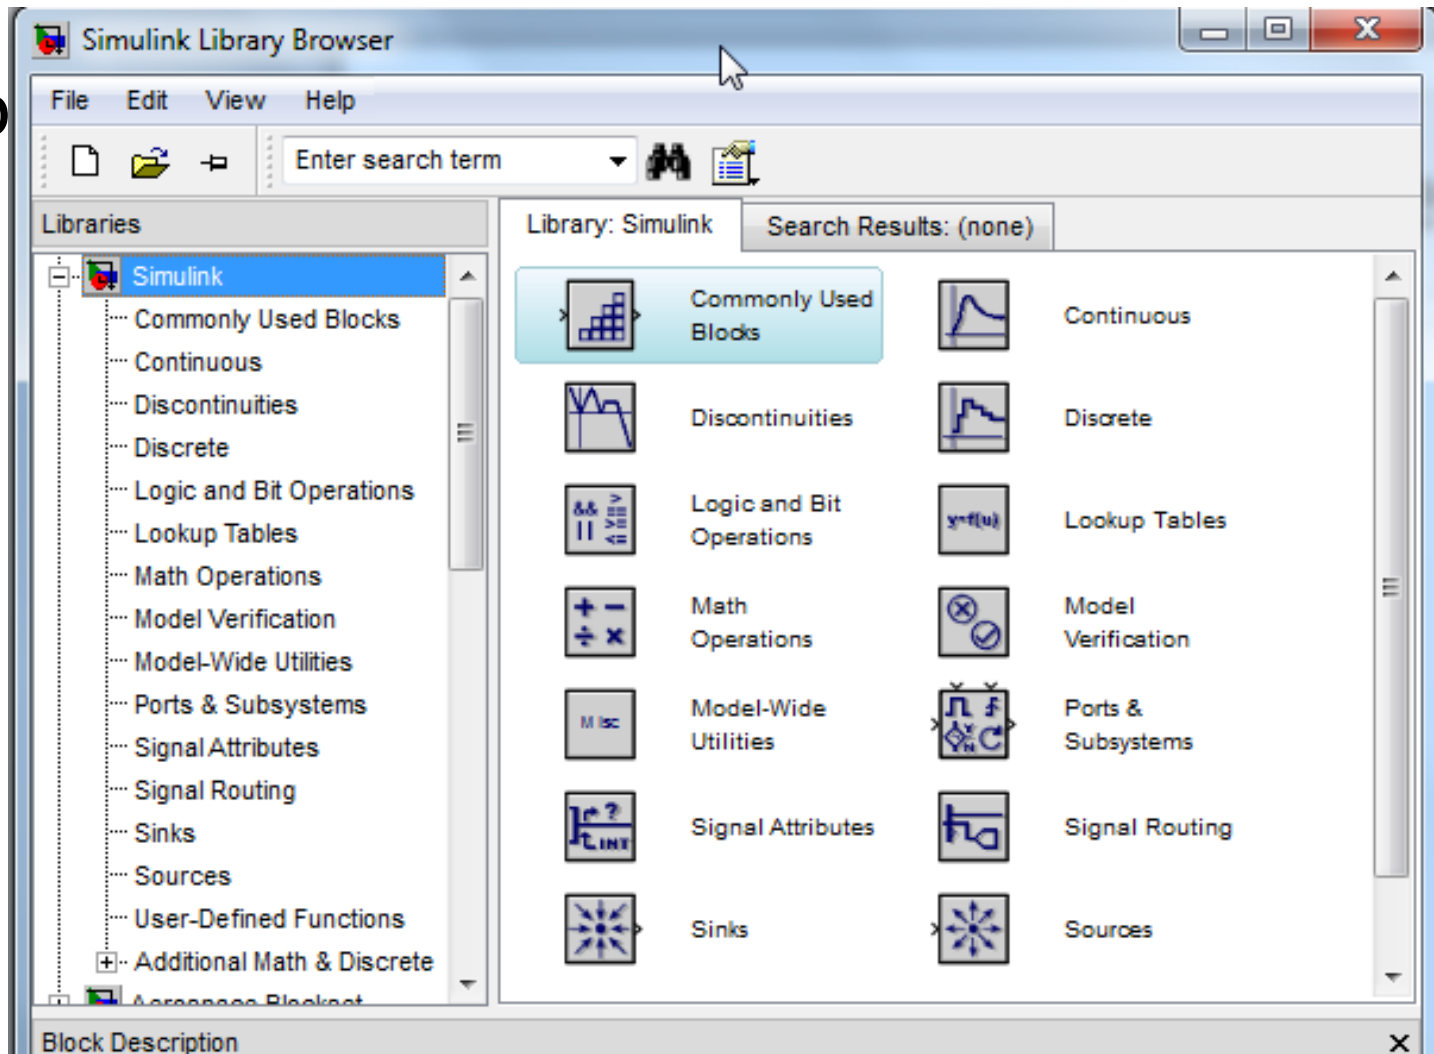 Simulink Library Browser
File Edit View Help
Enter search term
Libraries
Library: Simulink
Search Results: (none)
Simulink
Commonly Used Blocks
Continuous
Discontinuities
Discrete
Logic and Bit Operations
Lookup Tables
Math Operations
Model Verification
Model-Wide Utilities
Ports & Subsystems
Signal Attributes
Signal Routing
Sinks
Sources
User-Defined Functions
Additional Math & Discrete
Aerospace Blockset
Commonly Used
Blocks
Continuous
Discontinuities
Discrete
&& > >= <= ||
Logic and Bit
Operations
y=f(u)
Lookup Tables
Math
Operations
Model
Verification
Misc
Model-Wide
Utilities
Ports &
Subsystems
? INT
Signal Attributes
Signal Routing
Sinks
Sources
Block Description